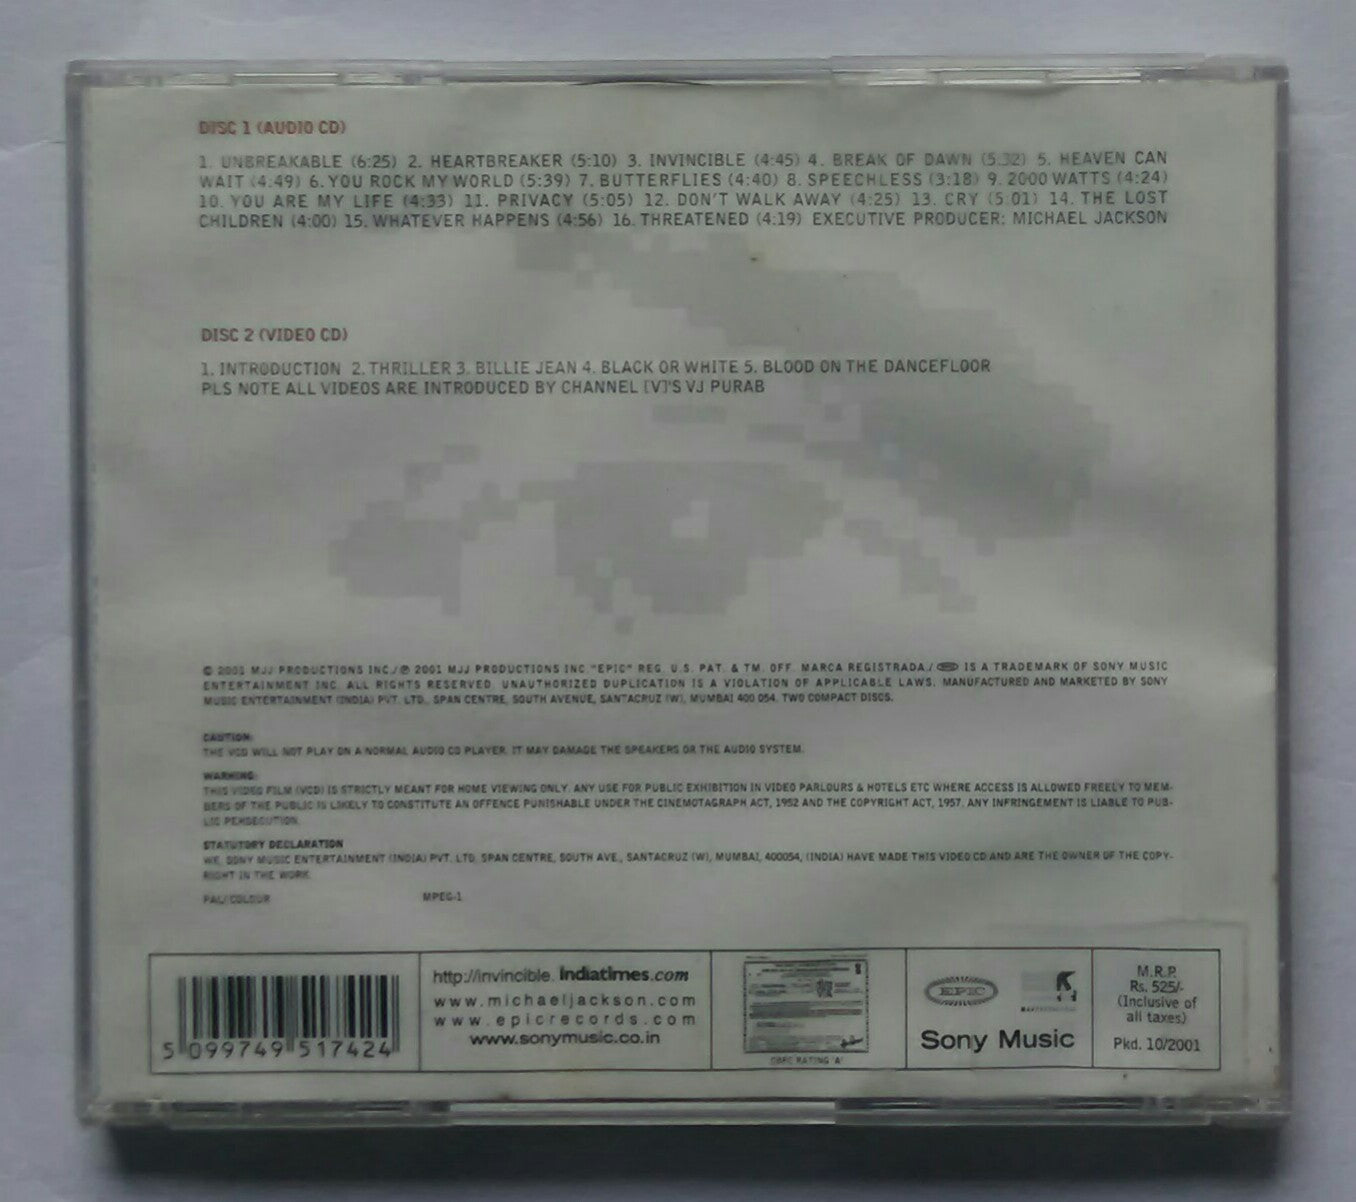 DISC 1 (AUDIO CD)
1. UNBREAKABLE (6:25) 2. HEARTBREAKER (5:10) 3. INVINCIBLE (4:45) 4. BREAK OF DAWN (5.32) 5. HEAVEN CAN
WAIT (4.49) 6. YOU ROCK MY WORLD (5:39) 7. BUTTERFLIES (4:40) 8. SPEECHLESS (3:18) 9. 2000 WATTS (4:24)
10. YOU ARE MY LIFE (4:33) 11. PRIVACY (5:05) 12. DON'T WALK AWAY (4:25) 13. CRY (5.01) 14. THE LOST
CHILDREN (4:00) 15. WHATEVER HAPPENS (4:56) 16. THREATENED (4:19) EXECUTIVE PRODUCER: MICHAEL JACKSON
DISC 2 (VIDEO CD)
1. INTRODUCTION 2. THRILLER 3. BILLIE JEAN 4. BLACK OR WHITE 5. BLOOD ON THE DANCEFLOOR
PLS NOTE ALL VIDEOS ARE INTRODUCED BY CHANNEL [V]'S VJ PURAB
© 2001 MJJ PRODUCTIONS INC./℗ 2001 MJJ PRODUCTIONS INC. "EPIC" REG. U.S. PAT. & TM. OFF. MARCA REGISTRADA./ EPIC IS A TRADEMARK OF SONY MUSIC
ENTERTAINMENT INC. ALL RIGHTS RESERVED. UNAUTHORIZED DUPLICATION IS A VIOLATION OF APPLICABLE LAWS. MANUFACTURED AND MARKETED BY SONY
MUSIC ENTERTAINMENT (INDIA) PVT. LTD., SPAN CENTRE, SOUTH AVENUE, SANTACRUZ (W), MUMBAI 400 054. TWO COMPACT DISCS.
CAUTION:
THE VCD WILL NOT PLAY ON A NORMAL AUDIO CD PLAYER. IT MAY DAMAGE THE SPEAKERS OR THE AUDIO SYSTEM.
WARNING:
THIS VIDEO FILM (VCD) IS STRICTLY MEANT FOR HOME VIEWING ONLY. ANY USE FOR PUBLIC EXHIBITION IN VIDEO PARLOURS & HOTELS ETC WHERE ACCESS IS ALLOWED FREELY TO MEM-
BERS OF THE PUBLIC IS LIKELY TO CONSTITUTE AN OFFENCE PUNISHABLE UNDER THE CINEMOTAGRAPH ACT, 1952 AND THE COPYRIGHT ACT, 1957. ANY INFRINGEMENT IS LIABLE TO PUB-
LIC PERSECUTION.
STATUTORY DECLARATION
WE, SONY MUSIC ENTERTAINMENT (INDIA) PVT. LTD. SPAN CENTRE, SOUTH AVE., SANTACRUZ (W), MUMBAI, 400054, (INDIA) HAVE MADE THIS VIDEO CD AND ARE THE OWNER OF THE COPY-
RIGHT IN THE WORK.
PAL/COLOUR MPEG-1
5 099749 517424
http://invincible.indiatimes.com
www.michaeljackson.com
www.epicrecords.com
www.sonymusic.co.in
CBFC RATING 'A'
EPIC
Sony Music
M.R.P.
Rs. 525/-
(Inclusive of
all taxes)
Pkd. 10/2001